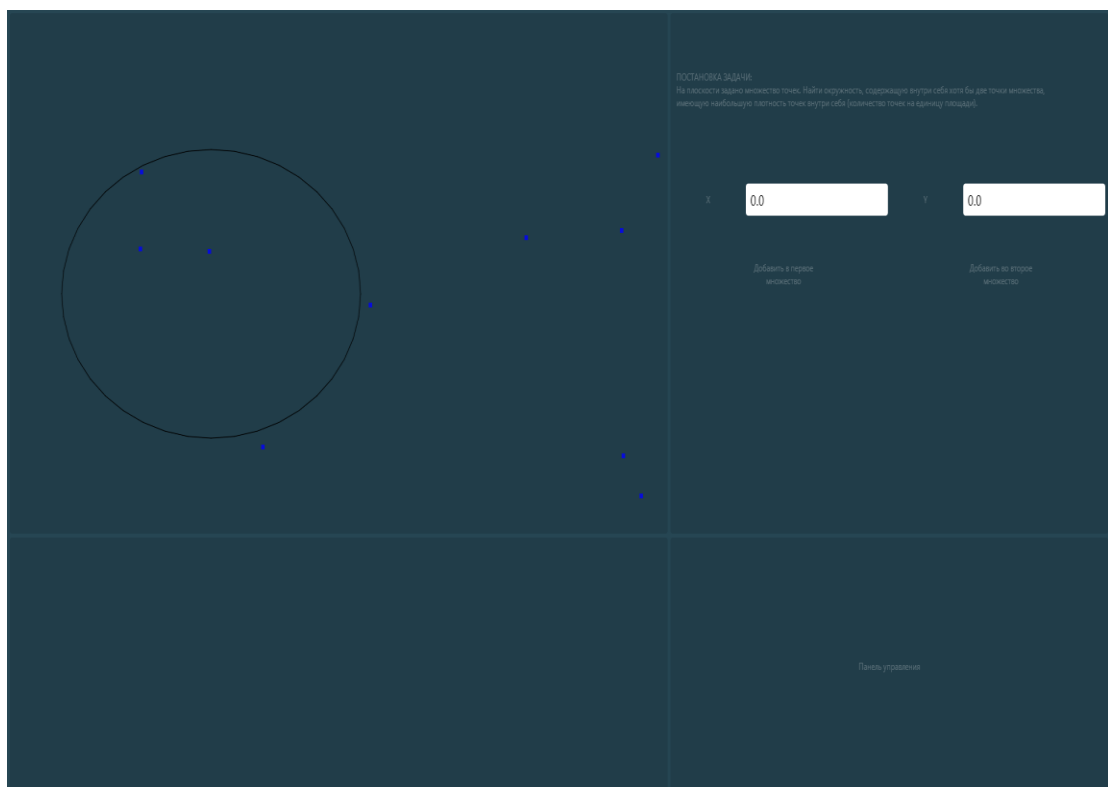 ПОСТАНОВКА ЗАДАЧИ:
На плоскости задано множество точек. Найти окружность, содержащую внутри себя хотя бы две точки множества,
имеющую наибольшую плотность точек внутри себя (количество точек на единицу площади).
X 0.0 Y 0.0
Добавить в первое
множество
Добавить во второе
множество
Панель управления